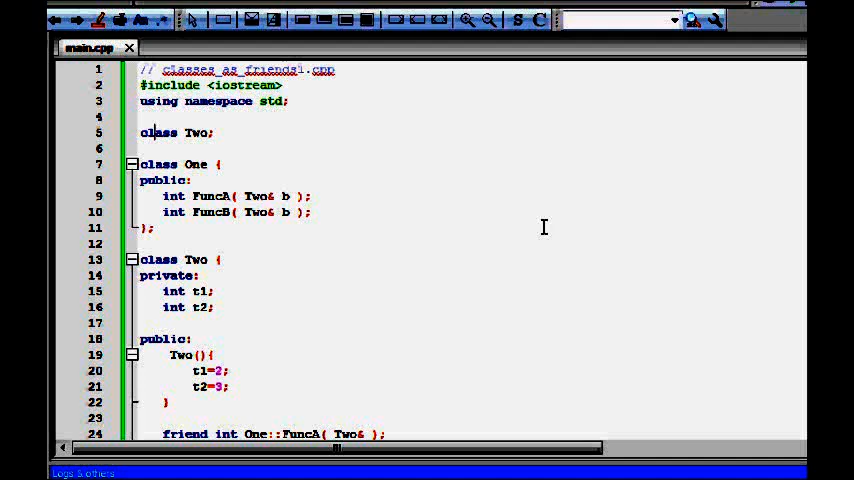 main.cpp
1 // classes_as_friends1.cpp
2 #include <iostream>
3 using namespace std;
4
5 class Two;
6
7 class One {
8 public:
9 int FuncA( Two& b );
10 int FuncB( Two& b );
11 };
12
13 class Two {
14 private:
15 int t1;
16 int t2;
17
18 public:
19 Two(){
20 t1=2;
21 t2=3;
22 }
23
24 friend int One::FuncA( Two& );
Logs & others